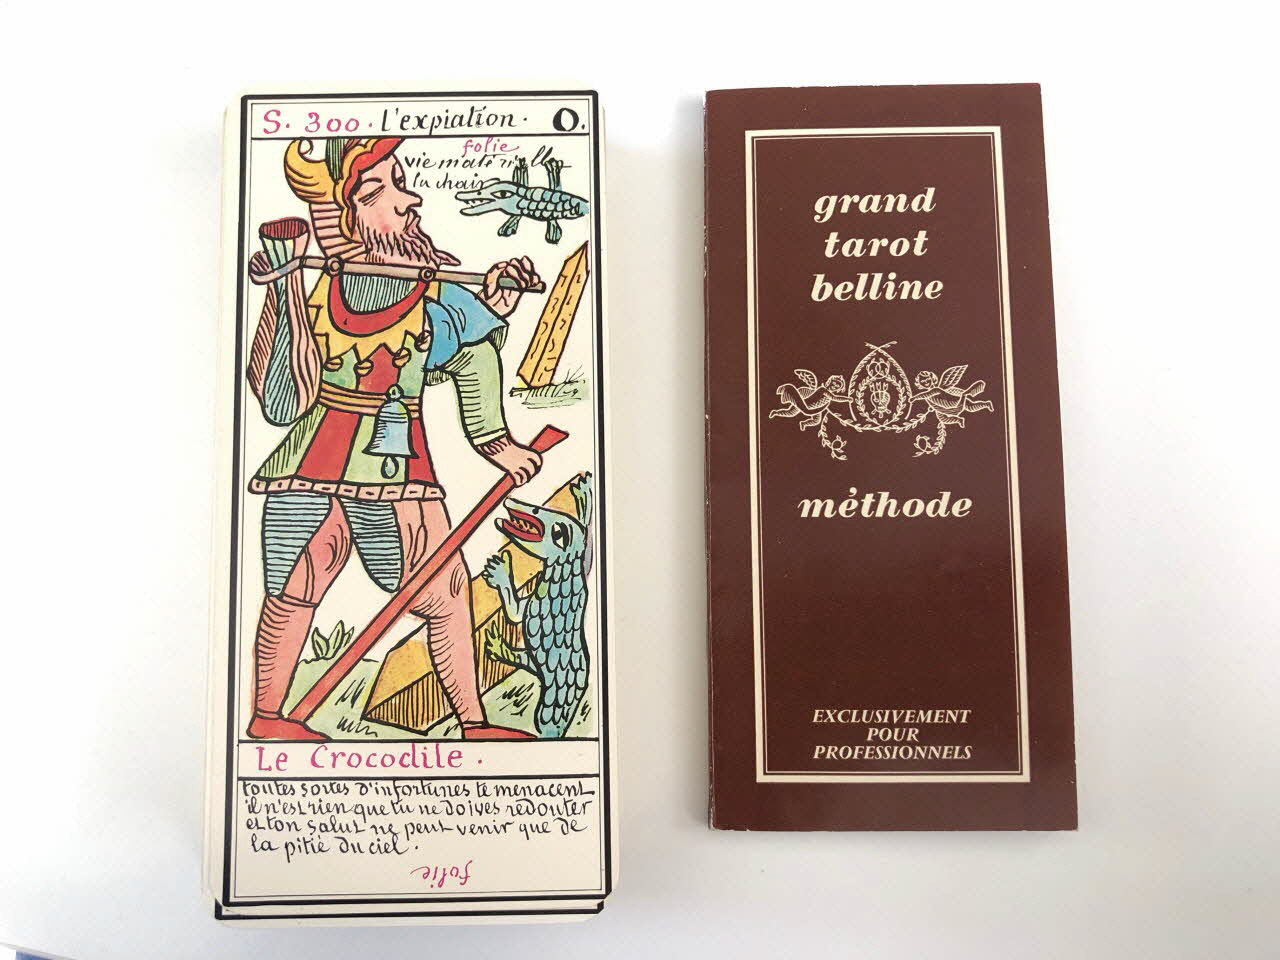 S. 300. L'expiation. O.
folie
vie matérielle
la chair
Le Crocodile.
toutes sortes d'infortunes te menacent
il n'est rien que tu ne doives redouter
et ton salut ne peut venir que de
la pitié du ciel.
folie
grand
tarot
belline
méthode
EXCLUSIVEMENT
POUR
PROFESSIONNELS